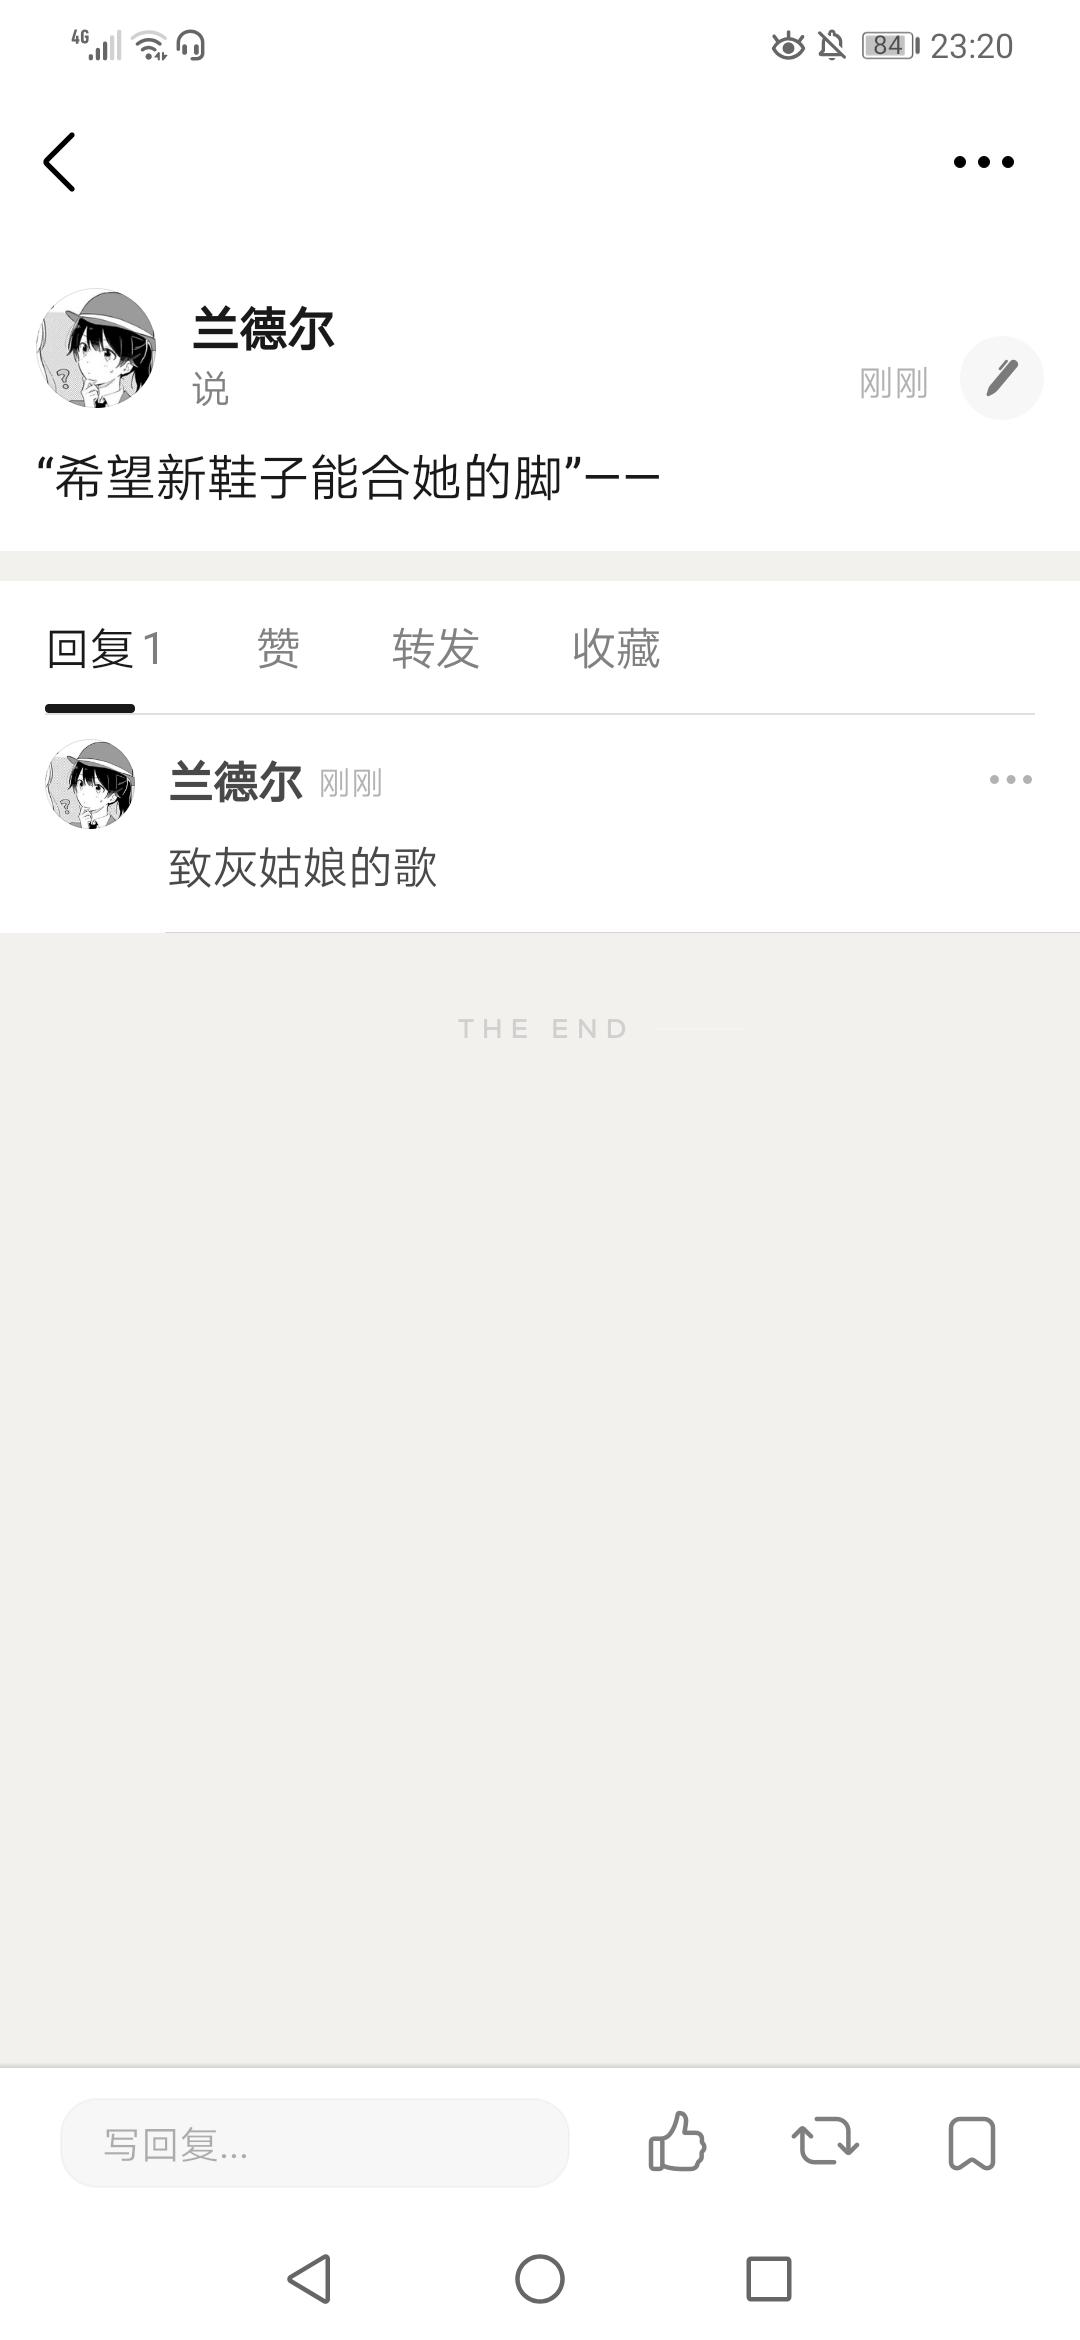 4G
84
23:20
兰德尔
说
刚刚
“希望新鞋子能合她的脚”——
回复 1
赞
转发
收藏
兰德尔 刚刚
致灰姑娘的歌
?
THE END
写回复...